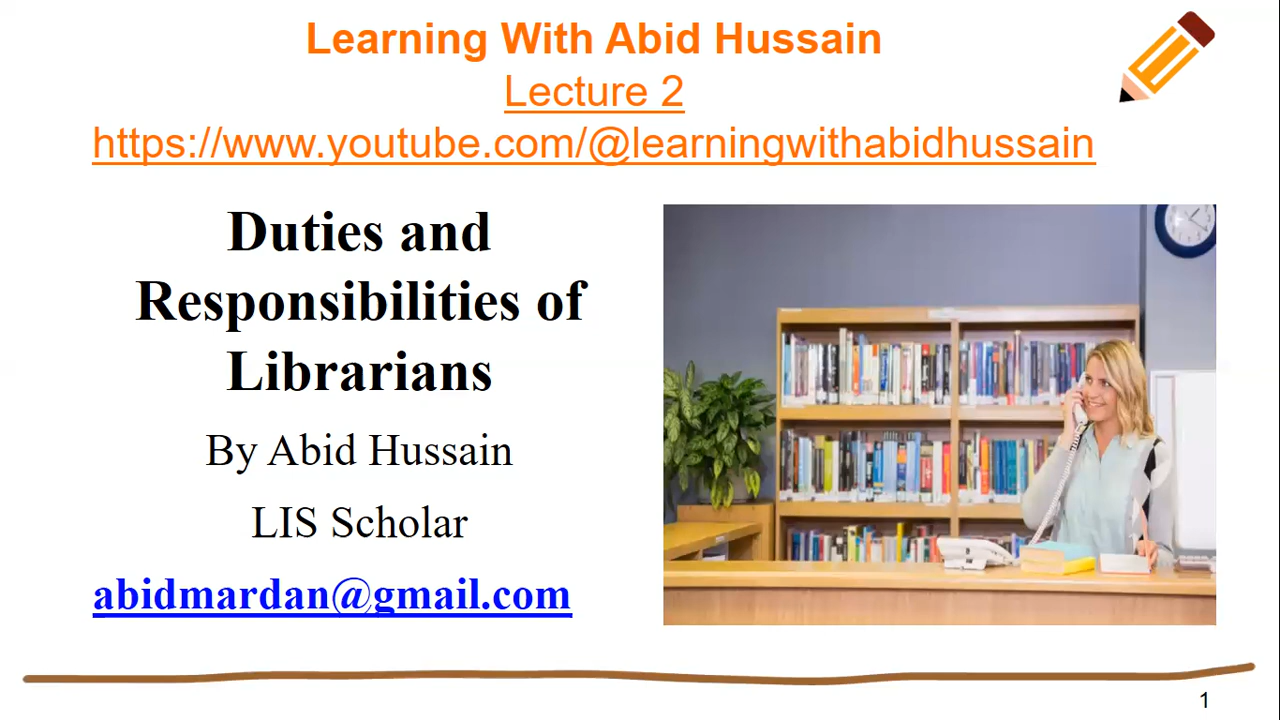 Learning With Abid Hussain
Lecture 2
https://www.youtube.com/@learningwithabidhussain
Duties and
Responsibilities of
Librarians
By Abid Hussain
LIS Scholar
abidmardan@gmail.com
1